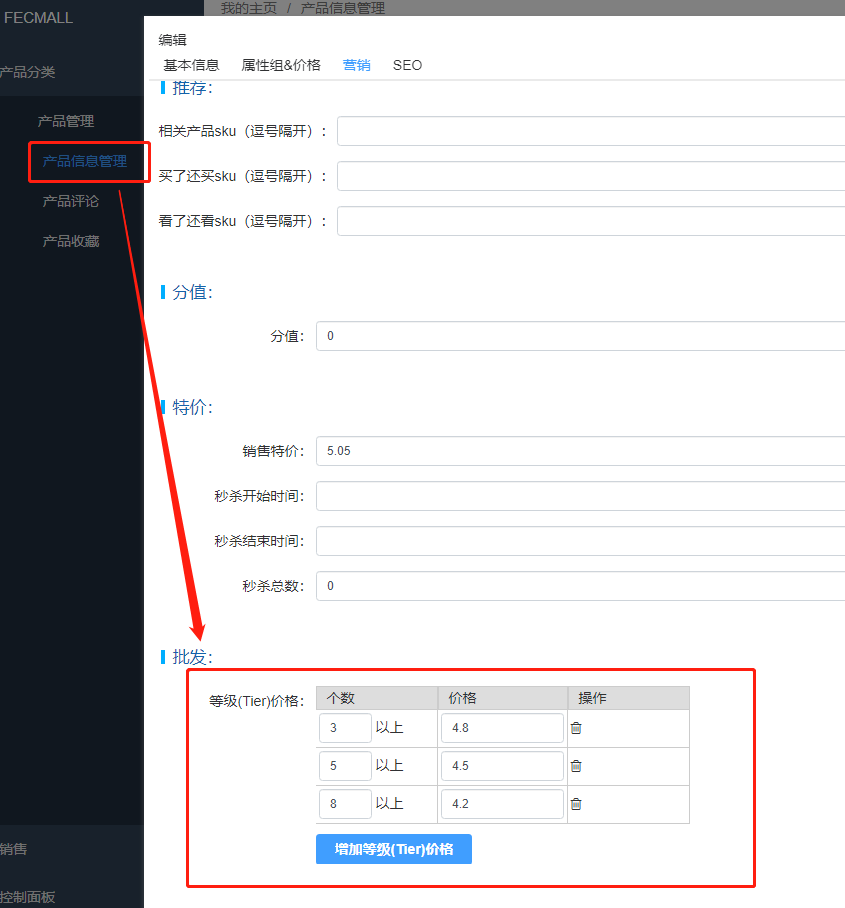 FECMALL
我的主页 / 产品信息管理
产品分类
产品管理
产品信息管理
产品评论
产品收藏
销售
控制面板
编辑
基本信息 属性组&价格 营销 SEO
推荐：
相关产品sku（逗号隔开）：
买了还买sku（逗号隔开）：
看了还看sku（逗号隔开）：
分值：
分值： 0
特价：
销售特价： 5.05
秒杀开始时间：
秒杀结束时间：
秒杀总数： 0
批发：
等级(Tier)价格： 个数 价格 操作
3 以上 4.8
5 以上 4.5
8 以上 4.2
增加等级(Tier)价格